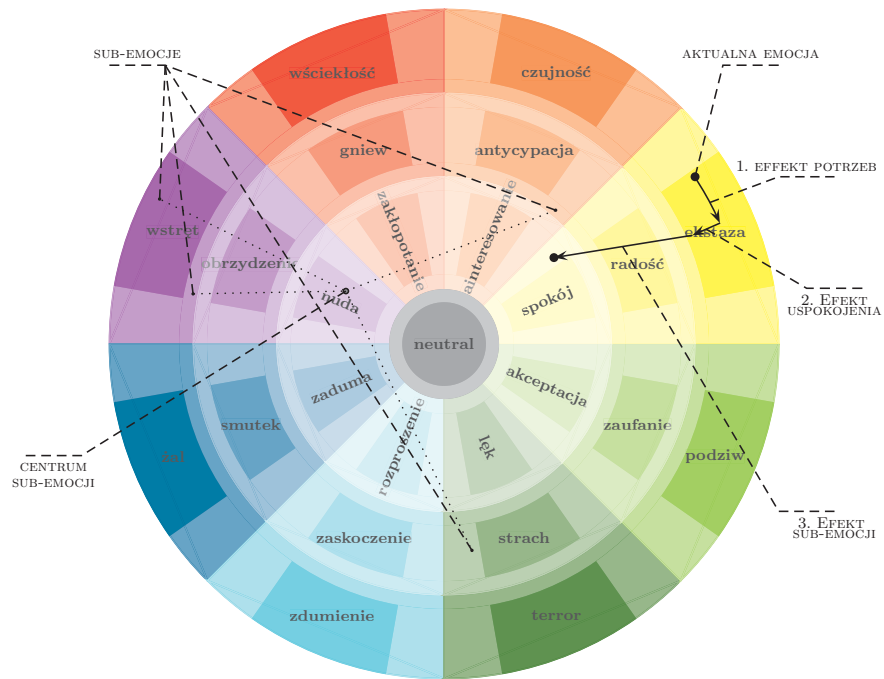 SUB-EMOCJE
AKTUALNA EMOCJA
wściekłość
czujność
gniew
antycypacja
1. EFFEKT POTRZEB
zakłopotanie
ainteresowanie
wstręt
ekstaza
obrzydzenie
radość
nuda
spokój
2. EFEKT
USPOKOJENIA
neutral
zaduma
akceptacja
smutek
rozproszenie
lęk
zaufanie
żal
podziw
CENTRUM
SUB-EMOCJI
3. EFEKT
SUB-EMOCJI
zaskoczenie
strach
zdumienie
terror